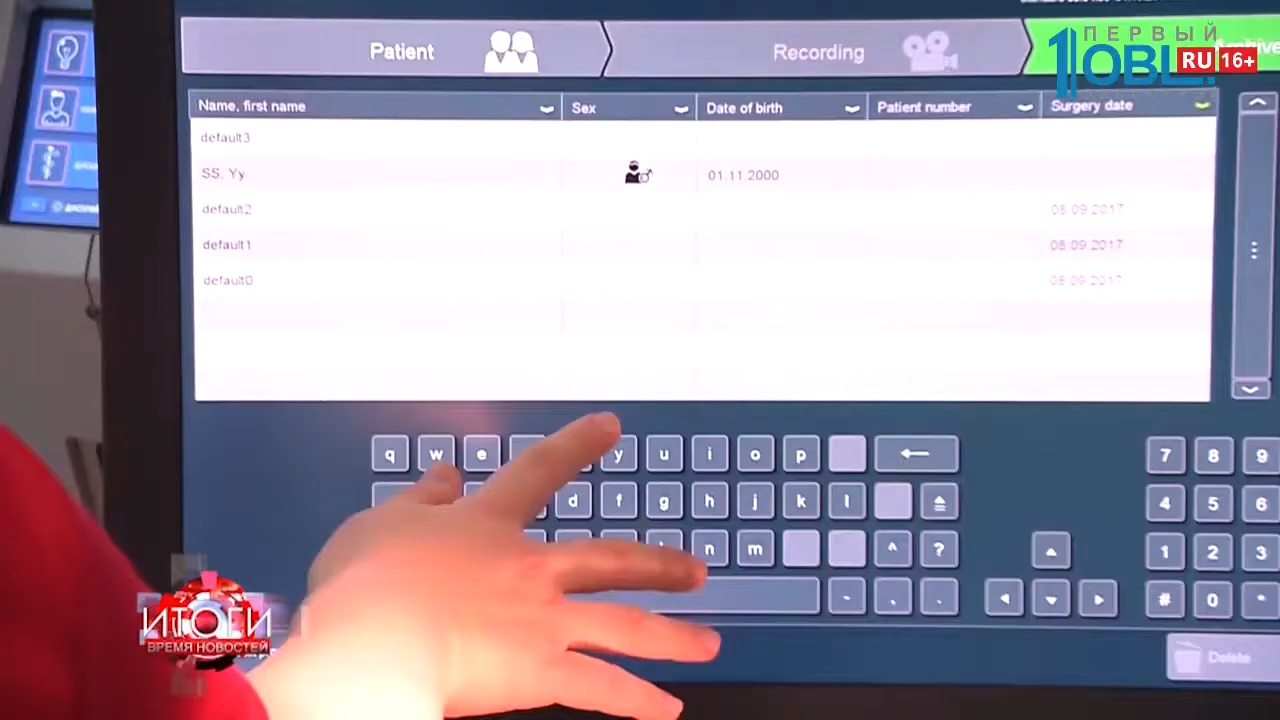 ПЕРВЫЙ
1OBL.RU 16+
Patient Recording Archive
Name, first name Sex Date of birth Patient number Surgery date
default3
SS, Yy 01.11.2000
default2 08.09.2017
default1 08.09.2017
default0 08.09.2017
q w e y u i o p 7 8 9
d f g h j k l 4 5 6
n m ^ ? 1 2 3
- , . # 0 *
Delete
ИТОГИ
ВРЕМЯ НОВОСТЕЙ